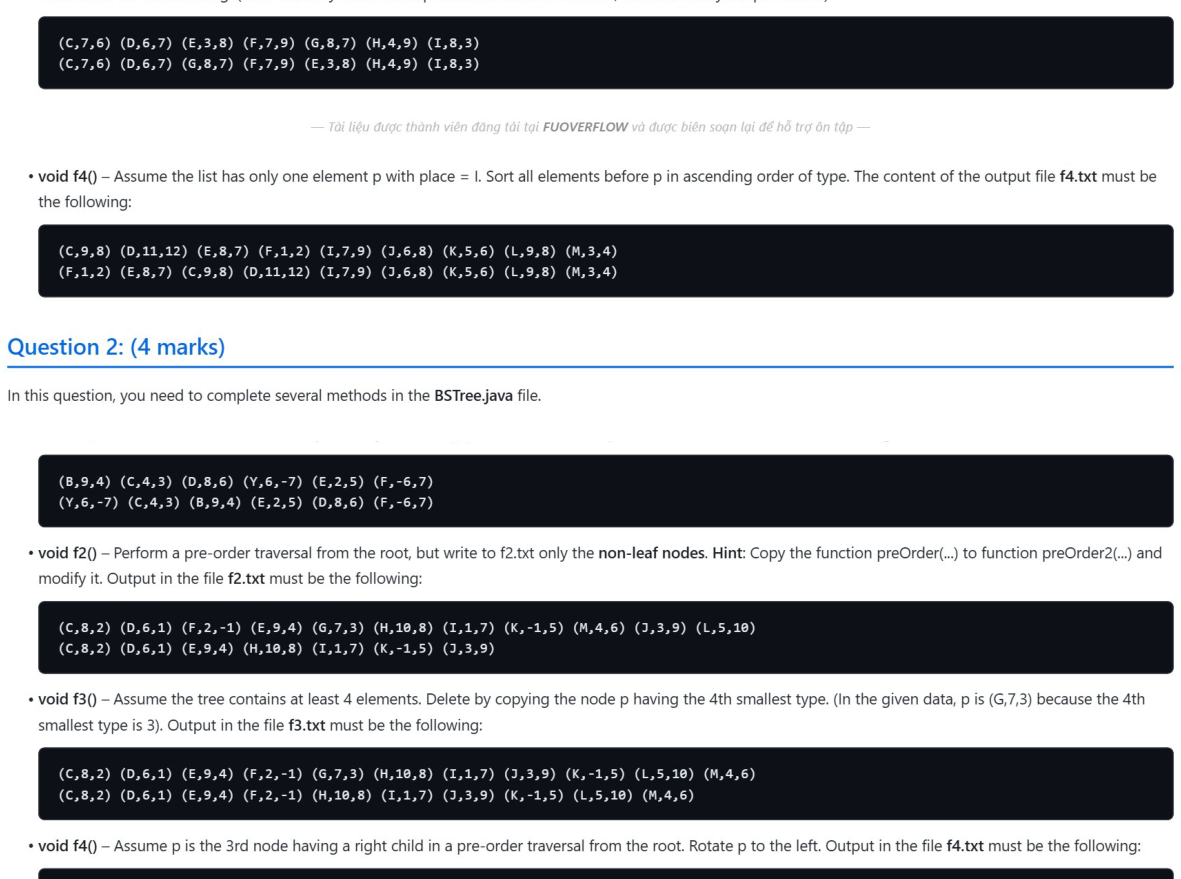 (C,7,6) (D,6,7) (E,3,8) (F,7,9) (G,8,7) (H,4,9) (I,8,3)
(C,7,6) (D,6,7) (G,8,7) (F,7,9) (E,3,8) (H,4,9) (I,8,3)
— Tài liệu được thành viên đăng tải tại FUOVERFLOW và được biên soạn lại để hỗ trợ ôn tập —
• void f4() – Assume the list has only one element p with place = I. Sort all elements before p in ascending order of type. The content of the output file f4.txt must be
the following:
(C,9,8) (D,11,12) (E,8,7) (F,1,2) (I,7,9) (J,6,8) (K,5,6) (L,9,8) (M,3,4)
(F,1,2) (E,8,7) (C,9,8) (D,11,12) (I,7,9) (J,6,8) (K,5,6) (L,9,8) (M,3,4)
Question 2: (4 marks)
In this question, you need to complete several methods in the BSTree.java file.
(B,9,4) (C,4,3) (D,8,6) (Y,6,-7) (E,2,5) (F,-6,7)
(Y,6,-7) (C,4,3) (B,9,4) (E,2,5) (D,8,6) (F,-6,7)
• void f2() – Perform a pre-order traversal from the root, but write to f2.txt only the non-leaf nodes. Hint: Copy the function preOrder(...) to function preOrder2(...) and
modify it. Output in the file f2.txt must be the following:
(C,8,2) (D,6,1) (F,2,-1) (E,9,4) (G,7,3) (H,10,8) (I,1,7) (K,-1,5) (M,4,6) (J,3,9) (L,5,10)
(C,8,2) (D,6,1) (E,9,4) (H,10,8) (I,1,7) (K,-1,5) (J,3,9)
• void f3() – Assume the tree contains at least 4 elements. Delete by copying the node p having the 4th smallest type. (In the given data, p is (G,7,3) because the 4th
smallest type is 3). Output in the file f3.txt must be the following:
(C,8,2) (D,6,1) (E,9,4) (F,2,-1) (G,7,3) (H,10,8) (I,1,7) (J,3,9) (K,-1,5) (L,5,10) (M,4,6)
(C,8,2) (D,6,1) (E,9,4) (F,2,-1) (H,10,8) (I,1,7) (J,3,9) (K,-1,5) (L,5,10) (M,4,6)
• void f4() – Assume p is the 3rd node having a right child in a pre-order traversal from the root. Rotate p to the left. Output in the file f4.txt must be the following: